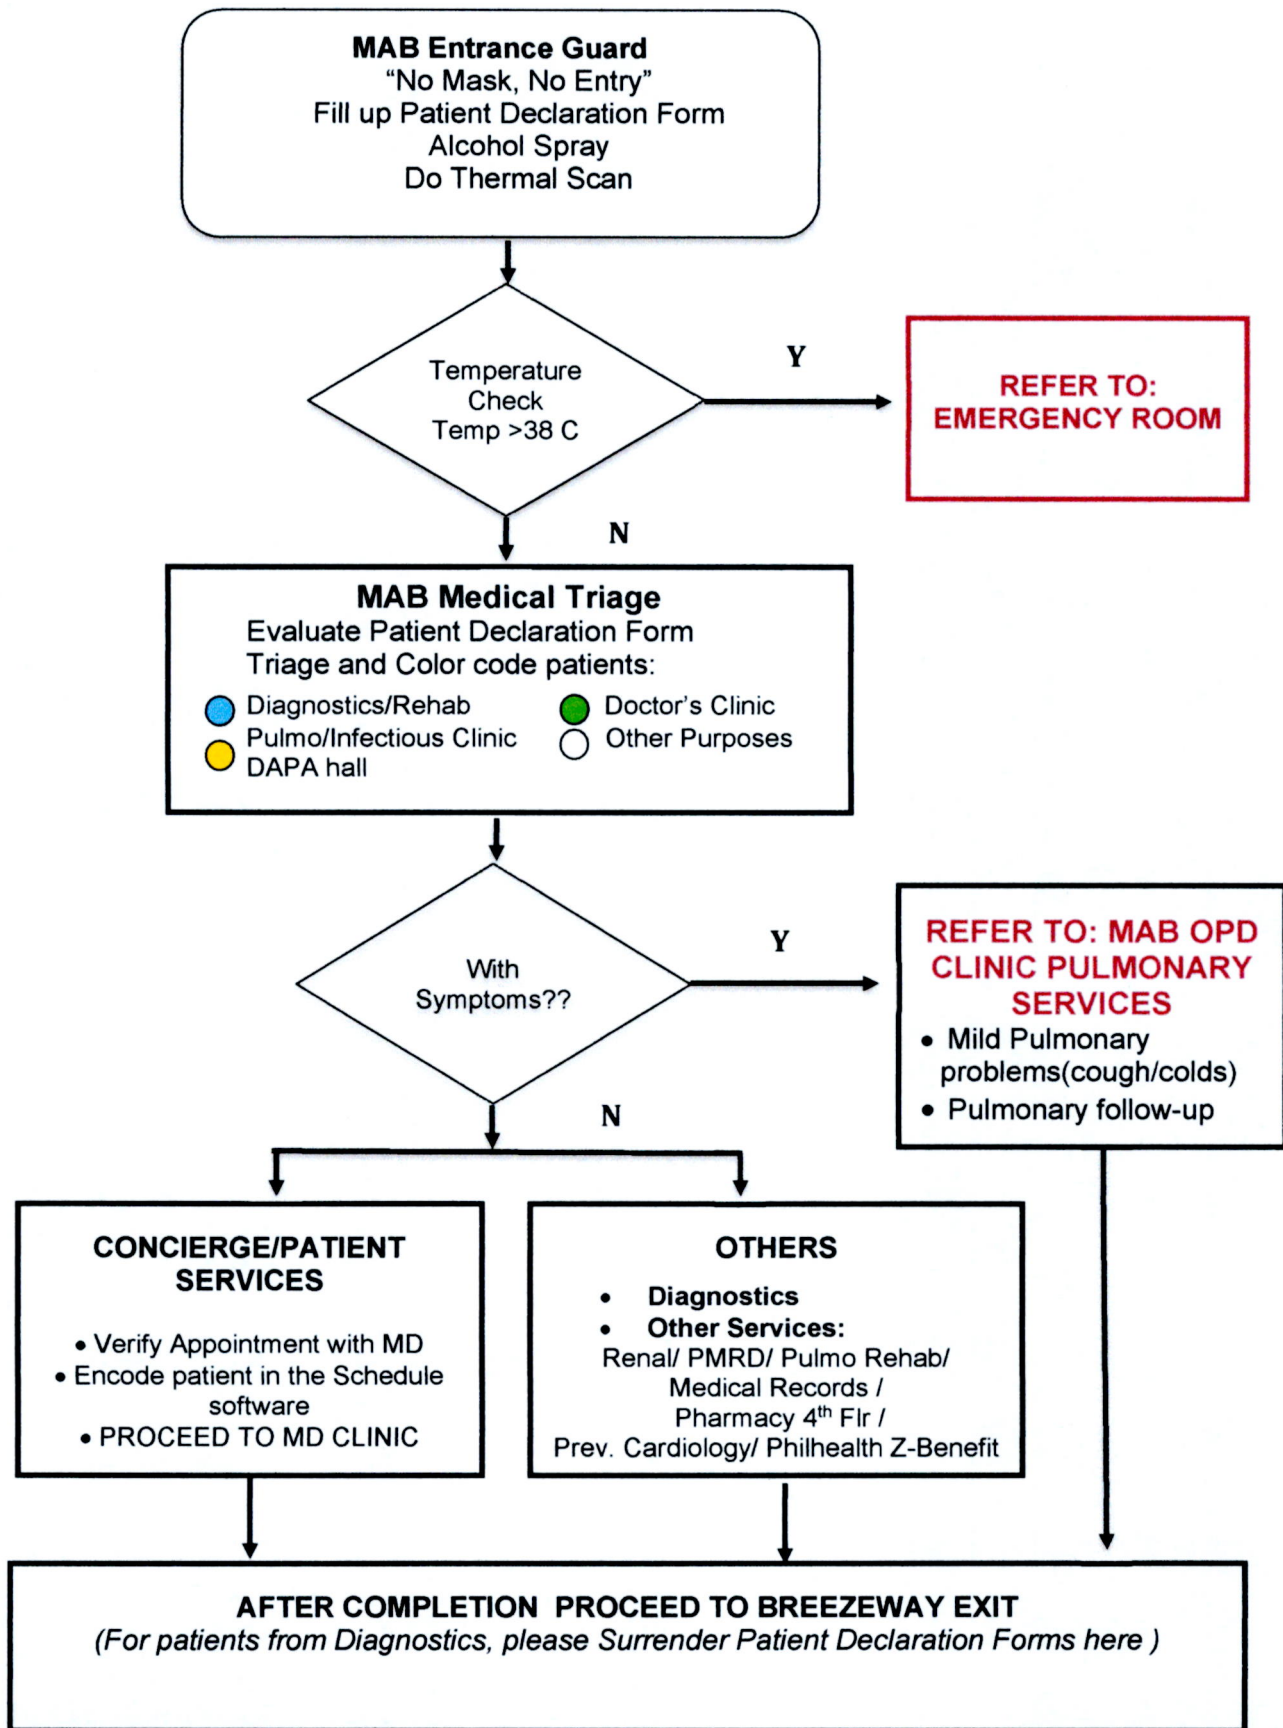 MAB Entrance Guard
“No Mask, No Entry”
Fill up Patient Declaration Form
Alcohol Spray
Do Thermal Scan
Temperature
Check
Temp >38 C
Y
REFER TO:
EMERGENCY ROOM
N
MAB Medical Triage
Evaluate Patient Declaration Form
Triage and Color code patients:
Diagnostics/Rehab
Pulmo/Infectious Clinic
DAPA hall
Doctor’s Clinic
Other Purposes
With
Symptoms??
Y
REFER TO: MAB OPD
CLINIC PULMONARY
SERVICES
• Mild Pulmonary
problems(cough/colds)
• Pulmonary follow-up
N
CONCIERGE/PATIENT
SERVICES
• Verify Appointment with MD
• Encode patient in the Schedule
software
• PROCEED TO MD CLINIC
OTHERS
• Diagnostics
• Other Services:
Renal/ PMRD/ Pulmo Rehab/
Medical Records /
Pharmacy 4th Flr /
Prev. Cardiology/ Philhealth Z-Benefit
AFTER COMPLETION PROCEED TO BREEZEWAY EXIT
(For patients from Diagnostics, please Surrender Patient Declaration Forms here )